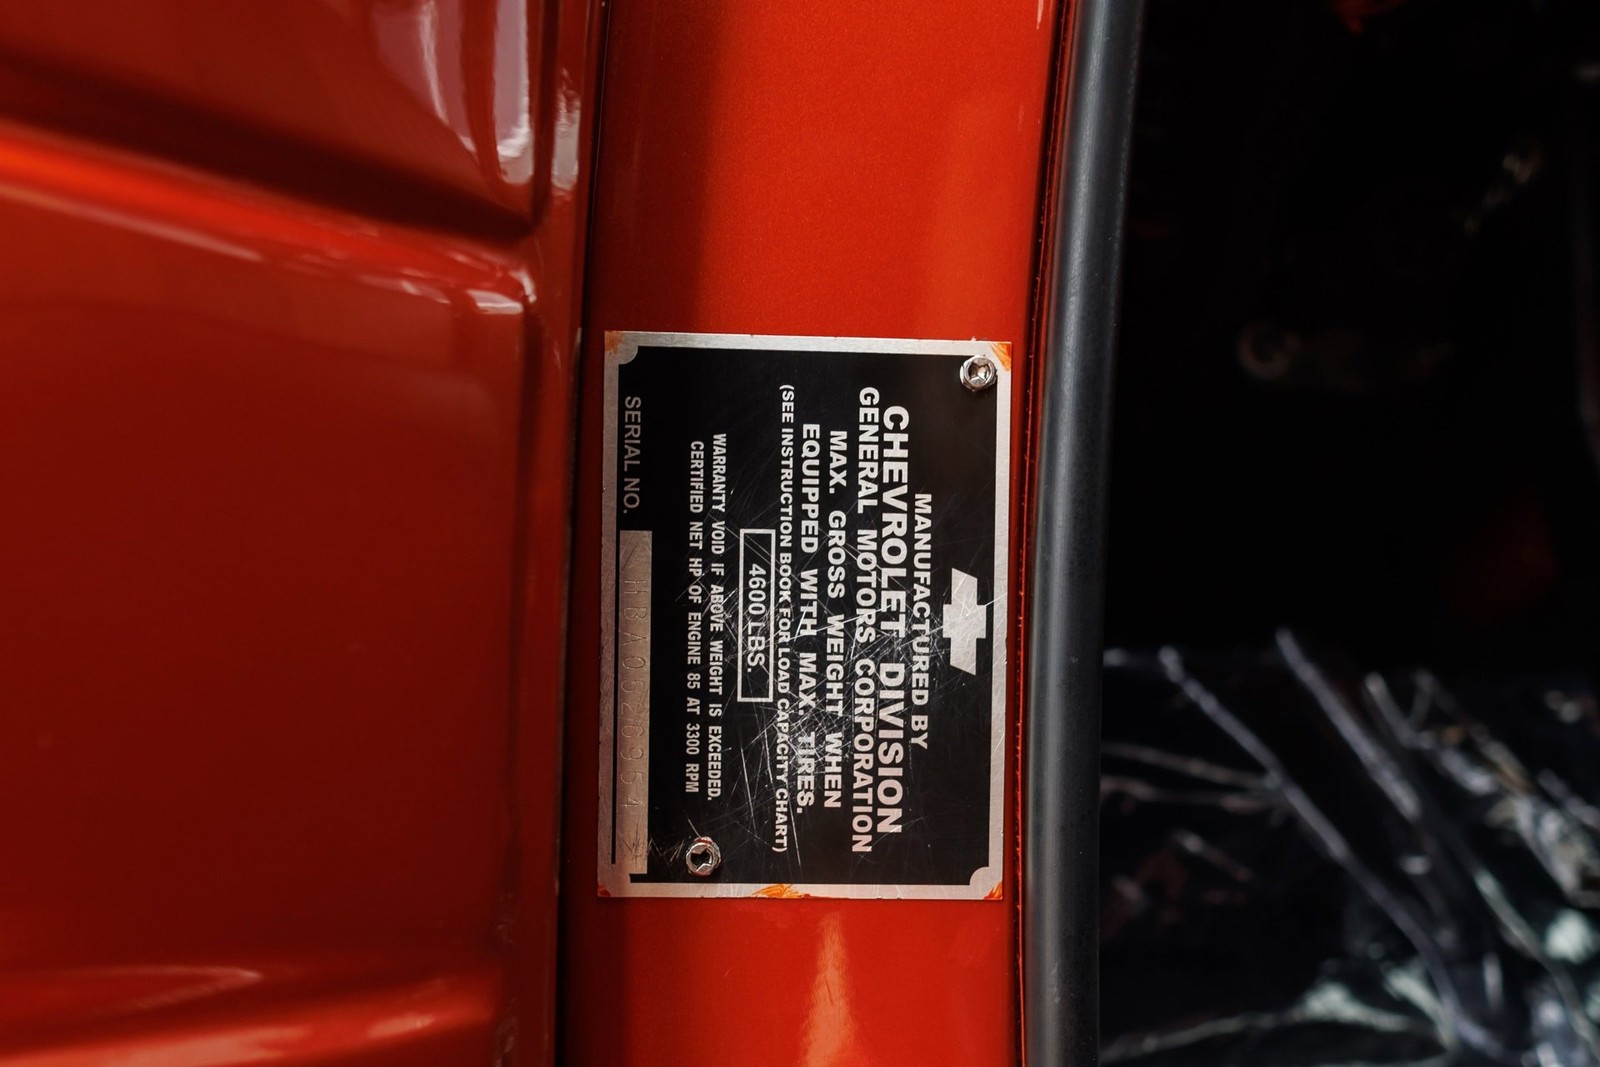 MANUFACTURED BY
CHEVROLET DIVISION
GENERAL MOTORS CORPORATION
MAX. GROSS WEIGHT WHEN
EQUIPPED WITH MAX. TIRES.
(SEE INSTRUCTION BOOK FOR LOAD CAPACITY CHART)
4600 LBS.
WARRANTY VOID IF ABOVE WEIGHT IS EXCEEDED.
CERTIFIED NET HP OF ENGINE 85 AT 3300 RPM
SERIAL NO.